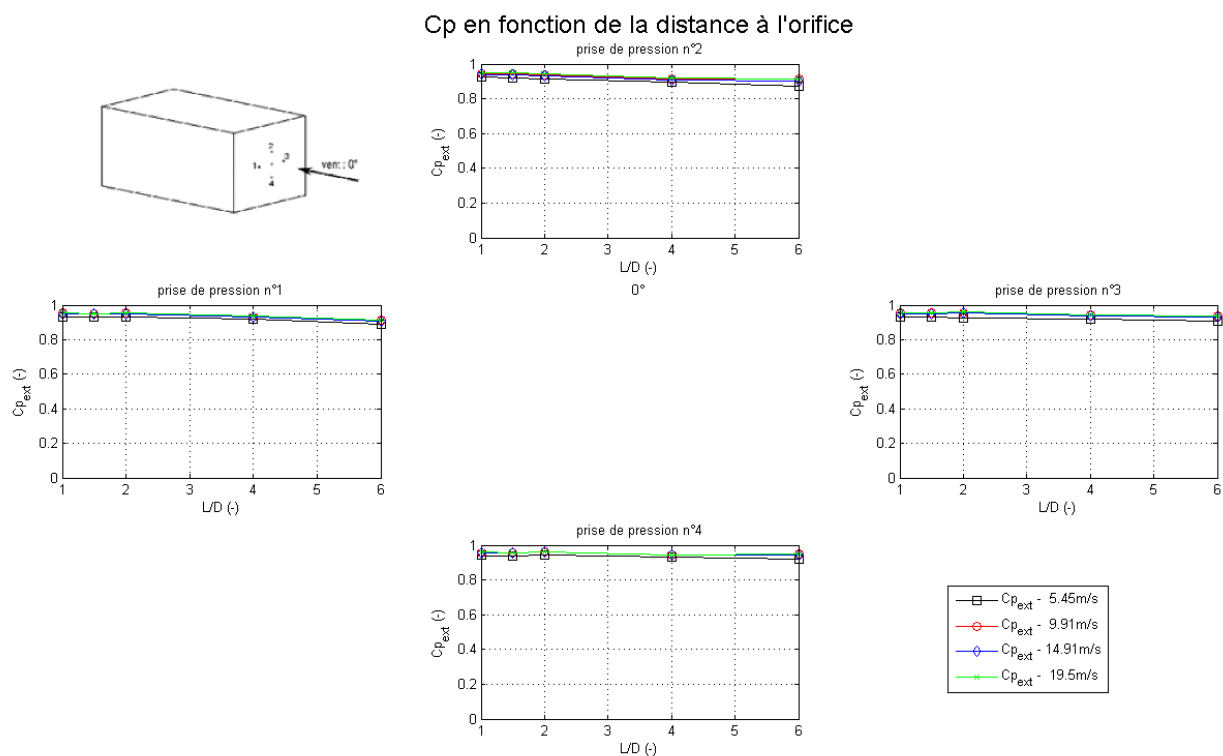 Cp en fonction de la distance à l'orifice
prise de pression n°2
1
0.8
0.6
0.4
0.2
0
Cp_ext (-)
1 2 3 4 5 6
L/D (-)
2
1
3
4
vent : 0°
0°
prise de pression n°1
1
0.8
0.6
0.4
0.2
0
Cp_ext (-)
1 2 3 4 5 6
L/D (-)
prise de pression n°3
1
0.8
0.6
0.4
0.2
0
Cp_ext (-)
1 2 3 4 5 6
L/D (-)
prise de pression n°4
1
0.8
0.6
0.4
0.2
0
Cp_ext (-)
1 2 3 4 5 6
L/D (-)
Cp_ext - 5.45m/s
Cp_ext - 9.91m/s
Cp_ext - 14.91m/s
Cp_ext - 19.5m/s